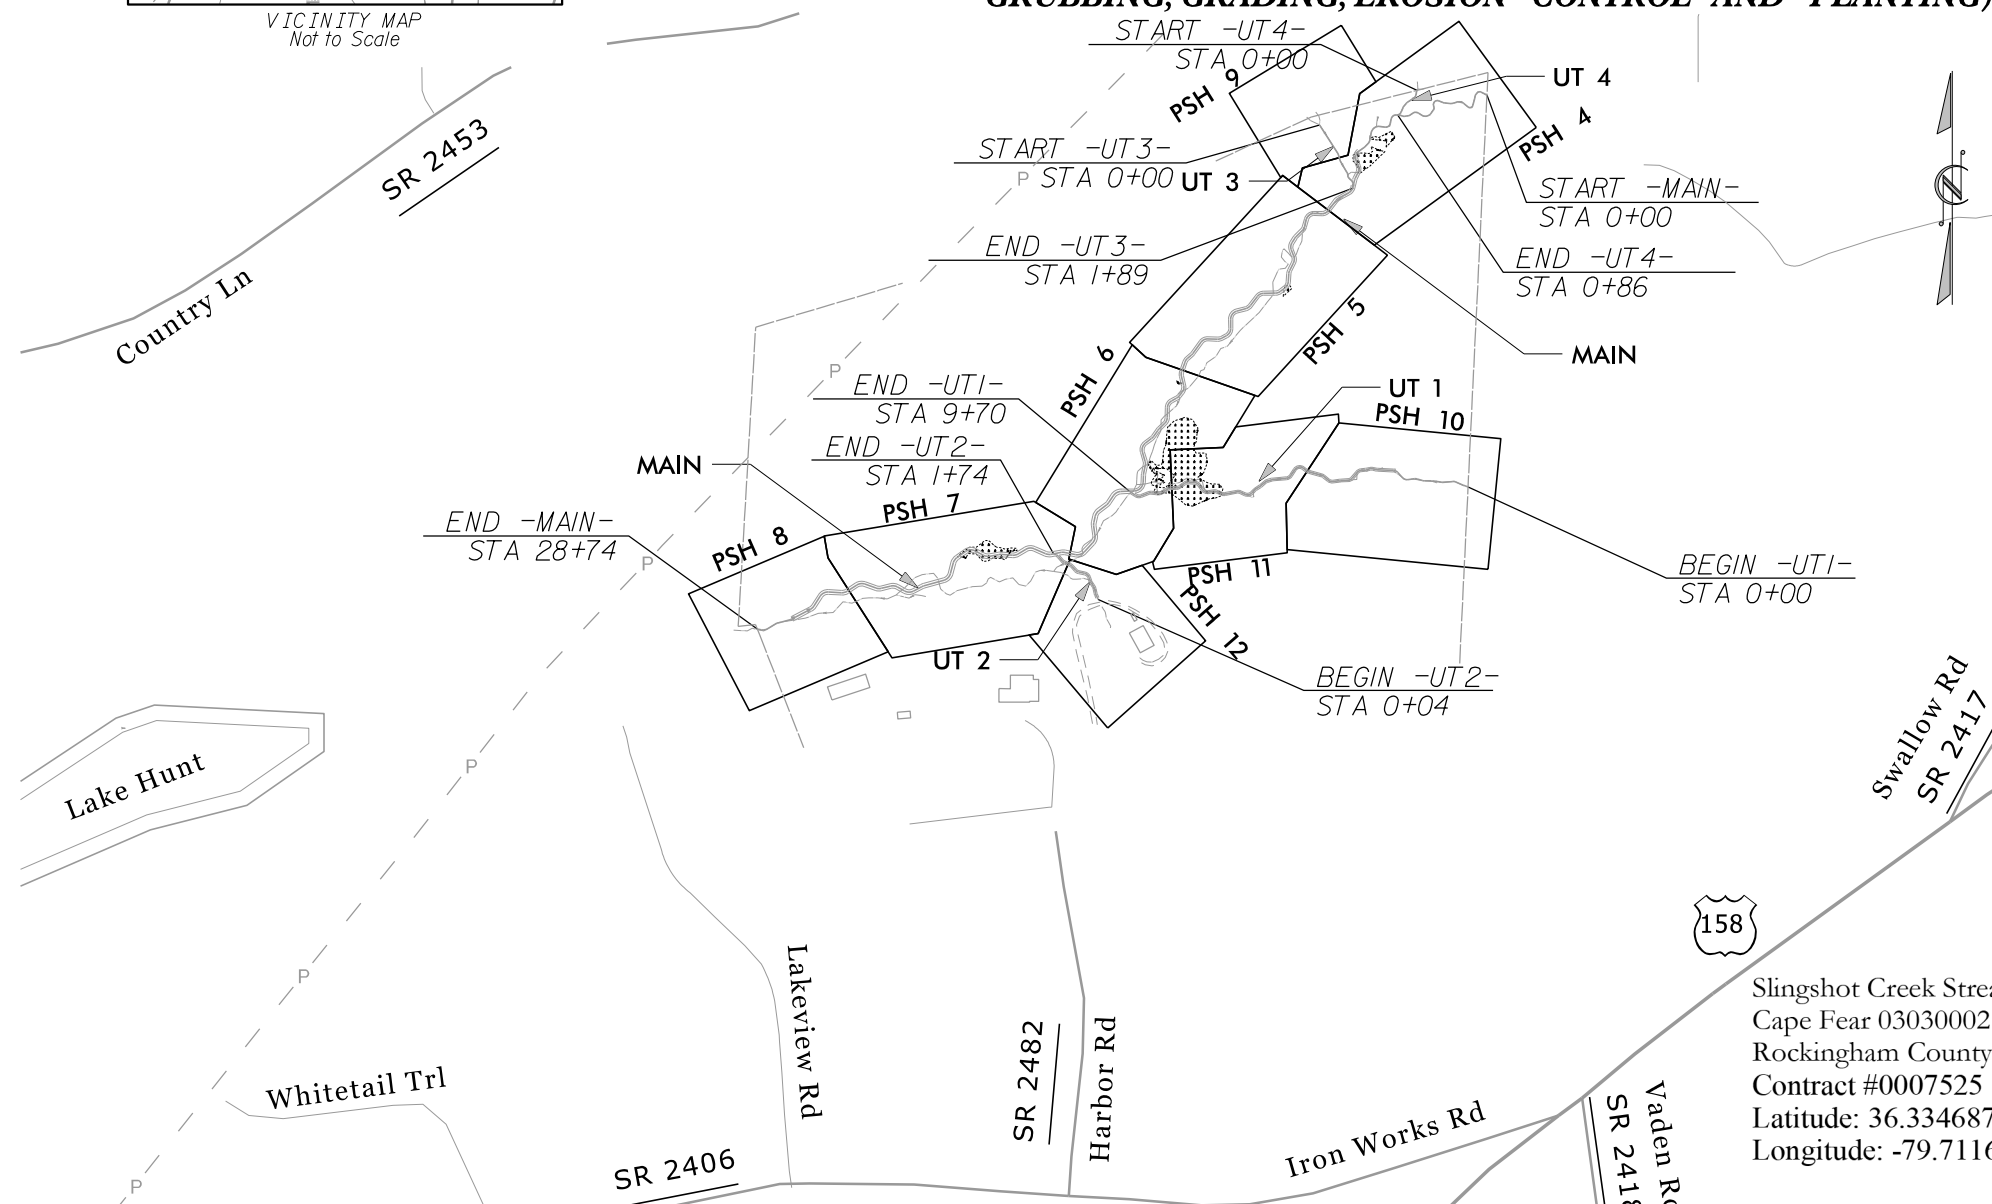 GRUBBING, GRADING, EROSION CONTROL AND PLANTING)
VICINITY MAP
Not to Scale
START -UT4-
STA 0+00
UT 4
PSH 9
PSH 4
SR 2453
START -UT3-
STA 0+00
UT 3
P
START -MAIN-
STA 0+00
END -UT3-
STA 1+89
END -UT4-
STA 0+86
N
Country Ln
PSH 5
MAIN
PSH 6
P
END -UT1-
STA 9+70
UT 1
PSH 10
END -UT2-
STA 1+74
MAIN
PSH 7
END -MAIN-
STA 28+74
PSH 8
P
BEGIN -UT1-
STA 0+00
PSH 11
PSH 12
UT 2
BEGIN -UT2-
STA 0+04
Swallow Rd
SR 2417
Lake Hunt
P
158
P
Lakeview Rd
SR 2482
Harbor Rd
Slingshot Creek Strea
Cape Fear 03030002
Rockingham County
Contract #0007525
Latitude: 36.334687
Longitude: -79.7116
Whitetail Trl
Iron Works Rd
SR 2418
Vaden Rd
SR 2406
P